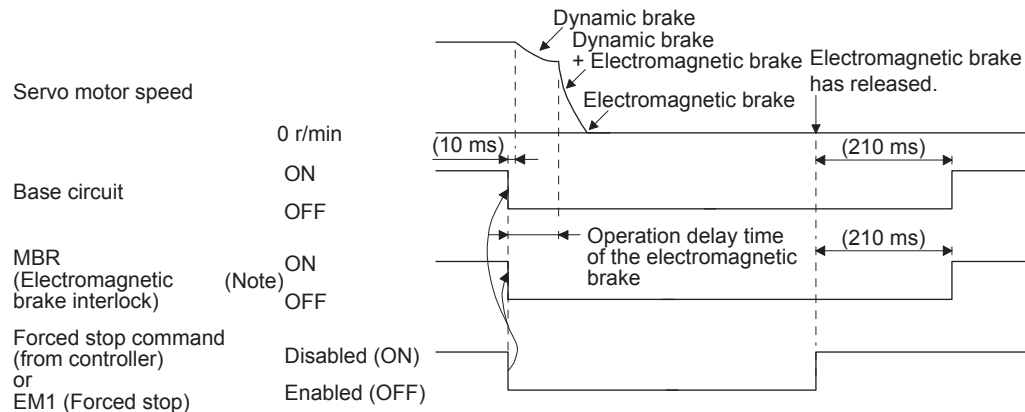 Dynamic brake
Dynamic brake
+ Electromagnetic brake
Electromagnetic brake
has released.
Servo motor speed
Electromagnetic brake
0 r/min
(10 ms)
(210 ms)
Base circuit
ON
OFF
Operation delay time
of the electromagnetic
brake
(210 ms)
MBR
(Electromagnetic
brake interlock)
(Note)
ON
OFF
Forced stop command
(from controller)
or
EM1 (Forced stop)
Disabled (ON)
Enabled (OFF)